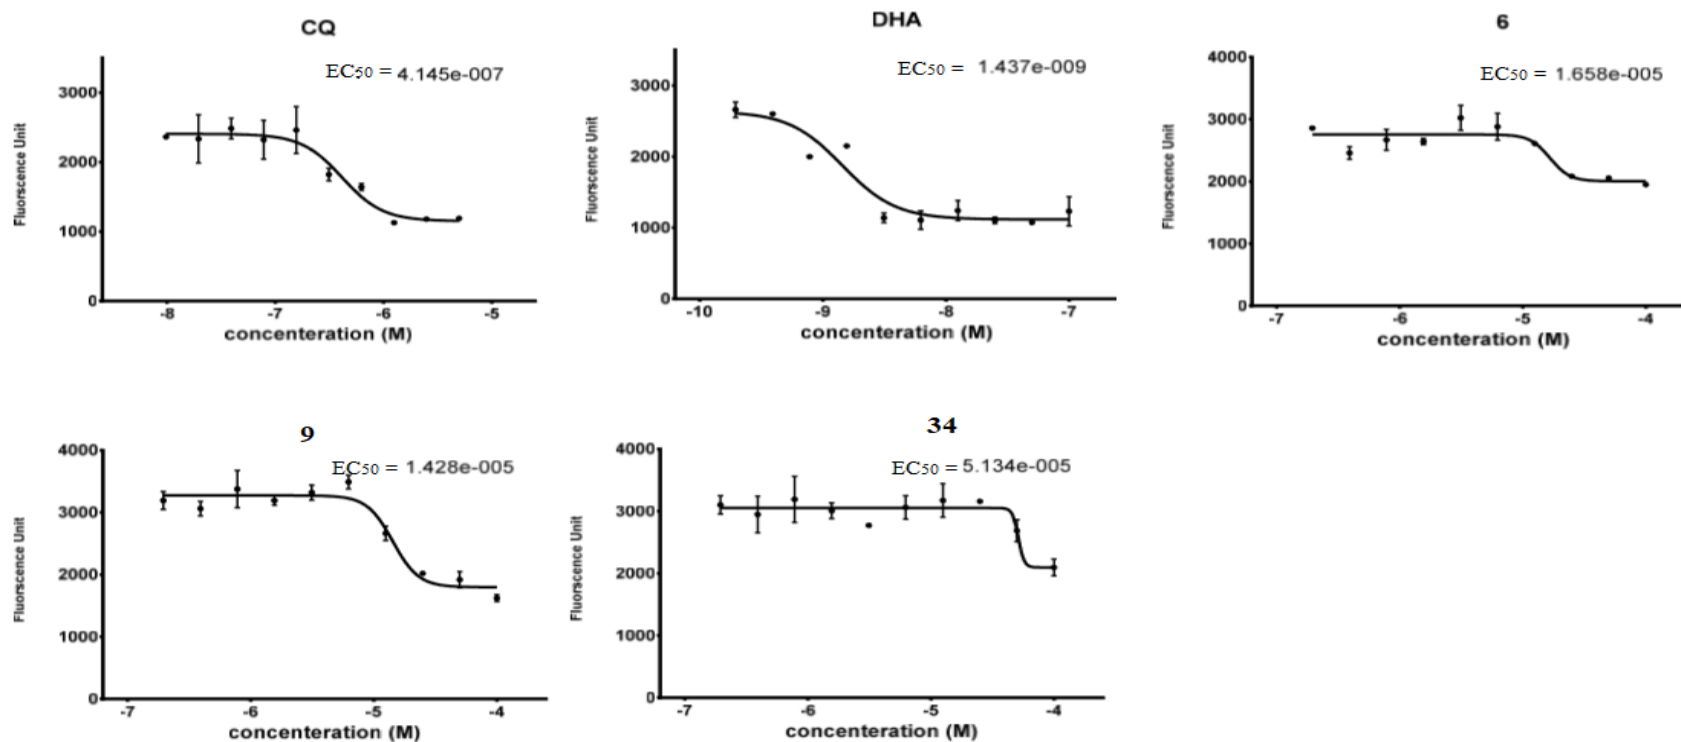 CQ
EC50 = 4.145e-007
Fluorscence Unit
3000
2000
1000
0
-8 -7 -6 -5
concenteration (M)
DHA
EC50 = 1.437e-009
Fluorscence Unit
3000
2000
1000
0
-10 -9 -8 -7
concenteration (M)
6
EC50 = 1.658e-005
Fluorscence Unit
4000
3000
2000
1000
0
-7 -6 -5 -4
concenteration (M)
9
EC50 = 1.428e-005
Fluorscence Unit
4000
3000
2000
1000
0
-7 -6 -5 -4
concenteration (M)
34
EC50 = 5.134e-005
Fluorscence Unit
4000
3000
2000
1000
0
-7 -6 -5 -4
concenteration (M)